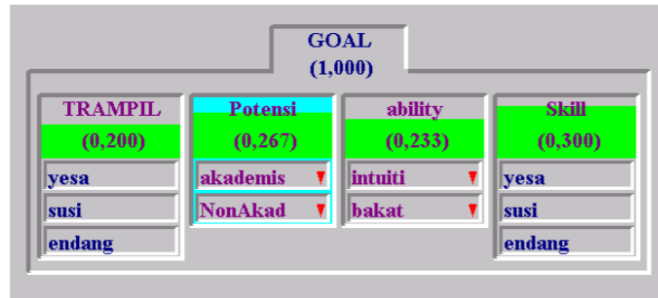 GOAL
(1,000)
TRAMPIL
(0,200)
yesa
susi
endang
Potensi
(0,267)
akademis
NonAkad
ability
(0,233)
intuiti
bakat
Skill
(0,300)
yesa
susi
endang